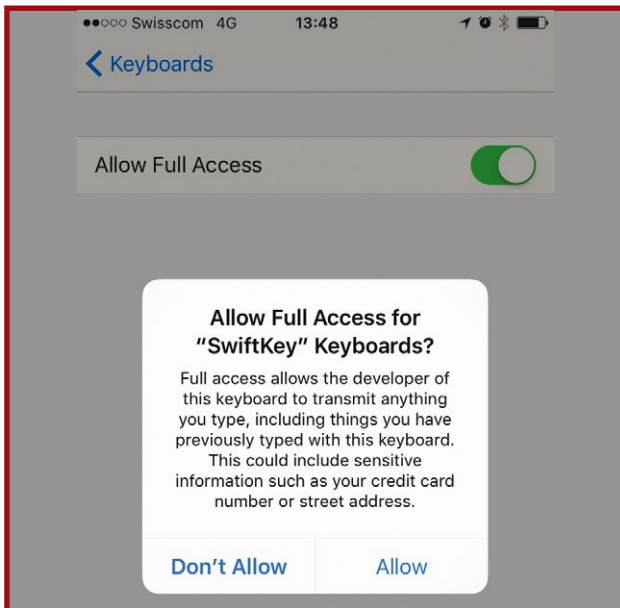 Swisscom 4G 13:48
Keyboards
Allow Full Access
Allow Full Access for
“SwiftKey” Keyboards?
Full access allows the developer of
this keyboard to transmit anything
you type, including things you have
previously typed with this keyboard.
This could include sensitive
information such as your credit card
number or street address.
Don’t Allow Allow